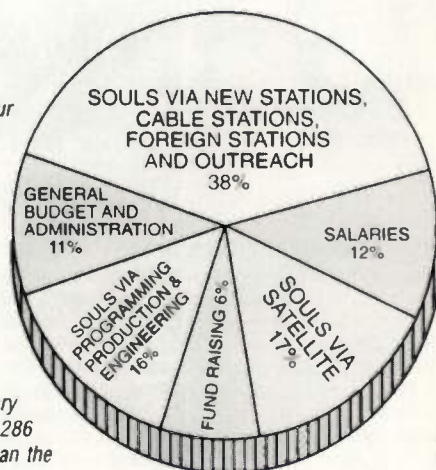 ur
SOULS VIA NEW STATIONS,
CABLE STATIONS,
FOREIGN STATIONS
AND OUTREACH
38%
GENERAL
BUDGET AND
ADMINISTRATION
11%
SALARIES
12%
SOULS VIA
PROGRAMMING
PRODUCTION &
ENGINEERING
16%
FUND RAISING 6%
SOULS VIA
SATELLITE
17%
ry
286
an the